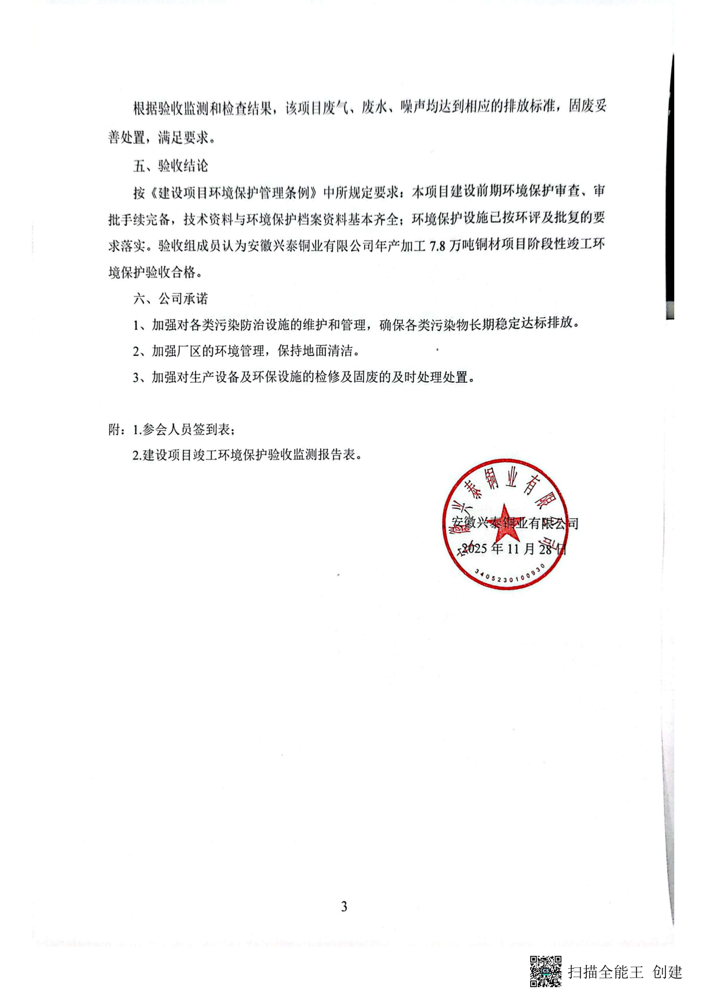 根据验收监测和检查结果，该项目废气、废水、噪声均达到相应的排放标准，固废妥
善处置，满足要求。
五、验收结论
按《建设项目环境保护管理条例》中所规定要求：本项目建设前期环境保护审查、审
批手续完备，技术资料与环境保护档案资料基本齐全；环境保护设施已按环评及批复的要
求落实。验收组成员认为安徽兴泰铜业有限公司年产加工 7.8 万吨铜材项目阶段性竣工环
境保护验收合格。
六、公司承诺
1、加强对各类污染防治设施的维护和管理，确保各类污染物长期稳定达标排放。
2、加强厂区的环境管理，保持地面清洁。
3、加强对生产设备及环保设施的检修及固废的及时处理处置。
附：1.参会人员签到表；
2.建设项目竣工环境保护验收监测报告表。
安徽兴泰铜业有限公司
安徽兴泰铜业有限公司
2025 年 11 月 28 日
3405230100930
3
扫描全能王 创建